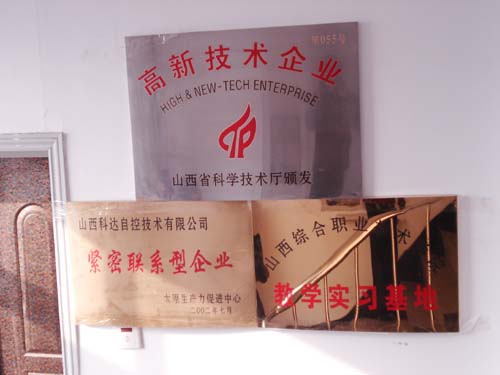 第055号
高新技术企业
HIGH & NEW-TECH ENTERPRISE
山西省科学技术厅颁发
山西科达自控技术有限公司
紧密联系型企业
太原生产力促进中心
二〇〇二年七月
山西综合职业技术
教学实习基地